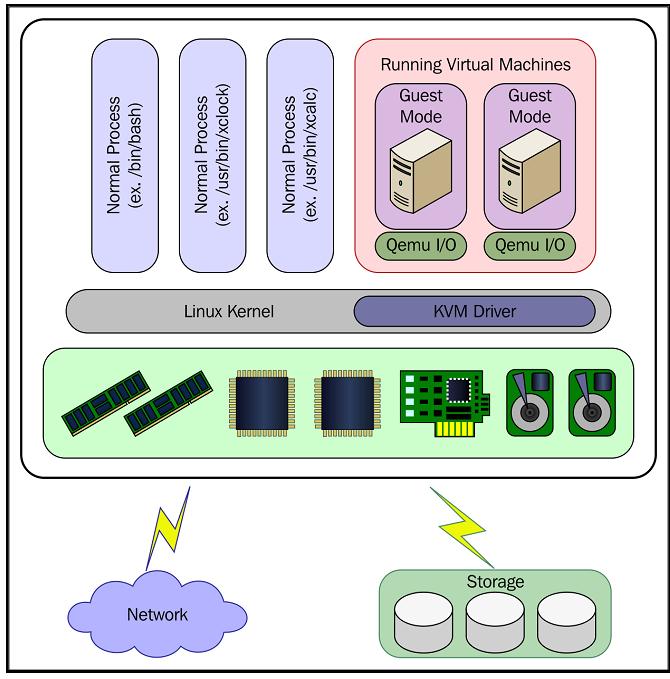 Normal Process
(ex. /bin/bash)
Normal Process
(ex. /usr/bin/xclock)
Normal Process
(ex. /usr/bin/xcalc)
Running Virtual Machines
Guest
Mode
Guest
Mode
Qemu I/O
Qemu I/O
Linux Kernel
KVM Driver
Network
Storage